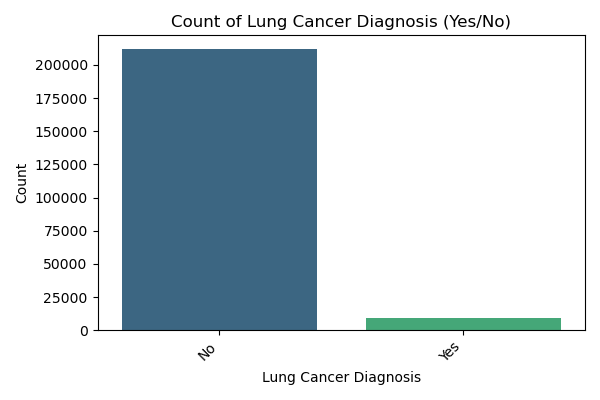 Count of Lung Cancer Diagnosis (Yes/No)
200000
175000
150000
125000
100000
75000
50000
25000
0
Count
No
Yes
Lung Cancer Diagnosis